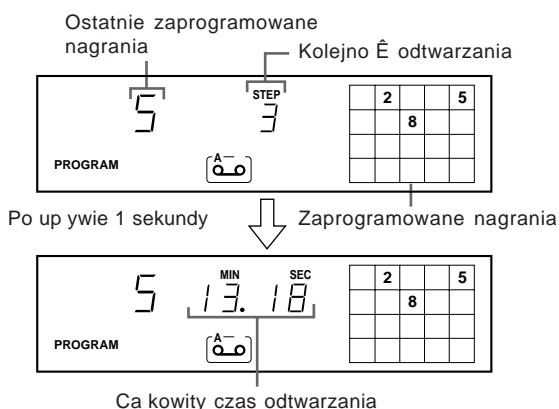 Ostatnie zaprogramowane
nagrania
Kolejno Ê odtwarzania
STEP
5 3
2 5
8
A
PROGRAM
Po up ywie 1 sekundy
Zaprogramowane nagrania
MIN SEC
5 13. 18
2 5
8
A
PROGRAM
Ca kowity czas odtwarzania